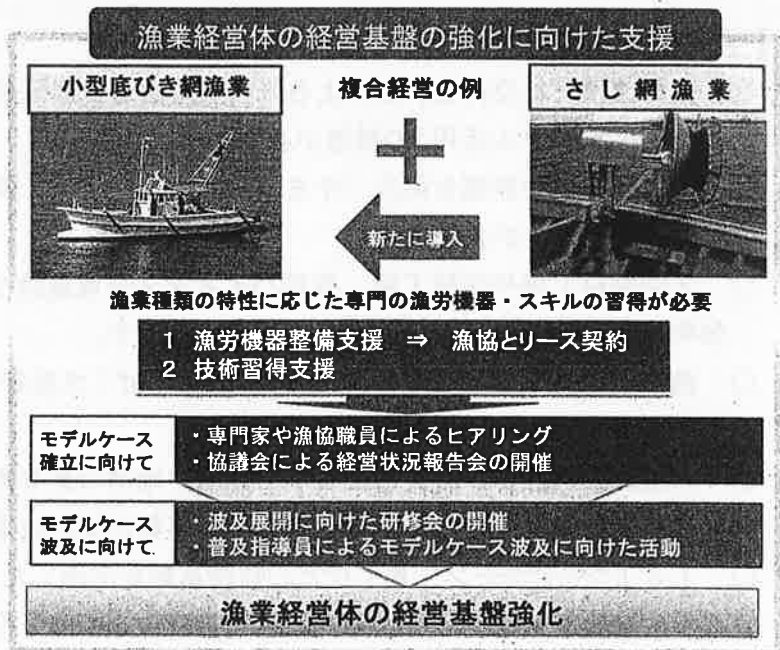 漁業経営体の経営基盤の強化に向けた支援
小型底びき網漁業
複合経営の例
さし網漁業
新たに導入
漁業種類の特性に応じた専門の漁労機器・スキルの習得が必要
1 漁労機器整備支援 ⇒ 漁協とリース契約
2 技術習得支援
モデルケース
確立に向けて
・専門家や漁協職員によるヒアリング
・協議会による経営状況報告会の開催
モデルケース
波及に向けて
・波及展開に向けた研修会の開催
・普及指導員によるモデルケース波及に向けた活動
漁業経営体の経営基盤強化